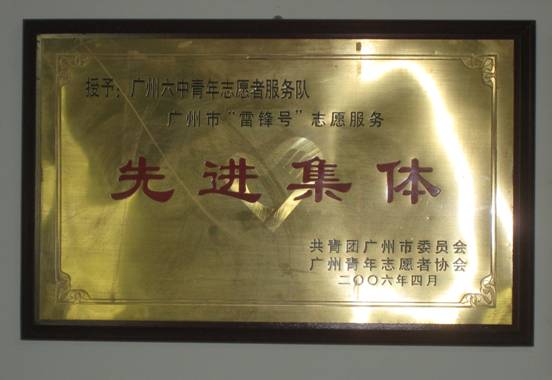 授予：广州六中青年志愿者服务队
广州市“雷锋号”志愿服务
先进集体
共青团广州市委员会
广州青年志愿者协会
二〇〇六年四月